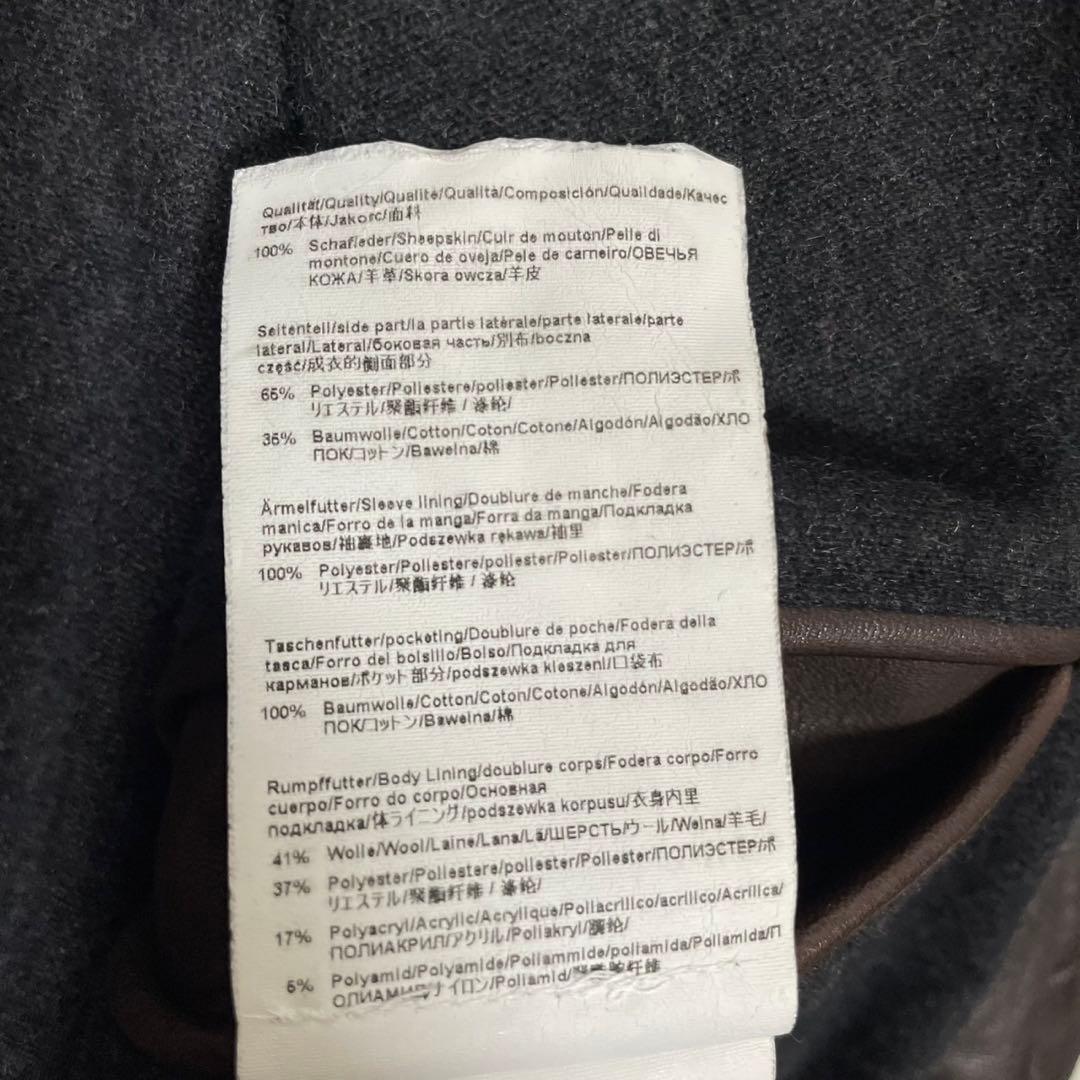 Qualität/Quality/Qualité/Qualità/Composición/Qualidade/Качес
тво/本体/Jakość/面料
100% Schafleder/Sheepskin/Cuir de mouton/Pelle di
montone/Cuero de oveja/Pele de carneiro/ОВЕЧЬЯ
КОЖА/羊革/Skora owcza/羊皮
Seitenteil/side part/la partie latérale/parte laterale/parte
lateral/Lateral/боковая часть/別布/boczna
część/成衣的侧面部分
65% Polyester/Poliestere/poliester/Poliester/ПОЛИЭСТЕР/ポ
リエステル/聚酯纤维 / 涤纶/
35% Baumwolle/Cotton/Coton/Cotone/Algodón/Algodão/ХЛО
ПОК/コットン/Bawelna/棉
Ärmelfutter/Sleeve lining/Doublure de manche/Fodera
manica/Forro de la manga/Forra da manga/Подкладка
рукавов/袖裏地/Podszewka rękawa/袖里
100% Polyester/Poliestere/poliester/Poliester/ПОЛИЭСТЕР/ポ
リエステル/聚酯纤维 / 涤纶/
Taschenfutter/pocketing/Doublure de poche/Fodera della
tasca/Forro del bolsillo/Bolso/Подкладка для
карманов/ポケット部分/podszewka kieszeni/口袋布
100% Baumwolle/Cotton/Coton/Cotone/Algodón/Algodão/ХЛО
ПОК/コットン/Bawelna/棉
Rumpffutter/Body Lining/doublure corps/Fodera corpo/Forro
cuerpo/Forro do corpo/Основная
подкладка/体ライニング/podszewka korpusu/衣身内里
41% Wolle/Wool/Laine/Lana/Lã/ШЕРСТЬ/ウール/Welna/羊毛/
37% Polyester/Poliestere/poliester/Poliester/ПОЛИЭСТЕР/ポ
リエステル/聚酯纤维 / 涤纶/
17% Polyacryl/Acrylic/Acrylique/Poliacrilico/acrilico/Acrílica/
ПОЛИАКРИЛ/アクリル/Poliakryl/腈纶/
5% Polyamid/Polyamide/Poliammide/poliamida/Poliamida/П
ОЛИАМИД/ナイロン/Poliamid/聚酰胺纤维